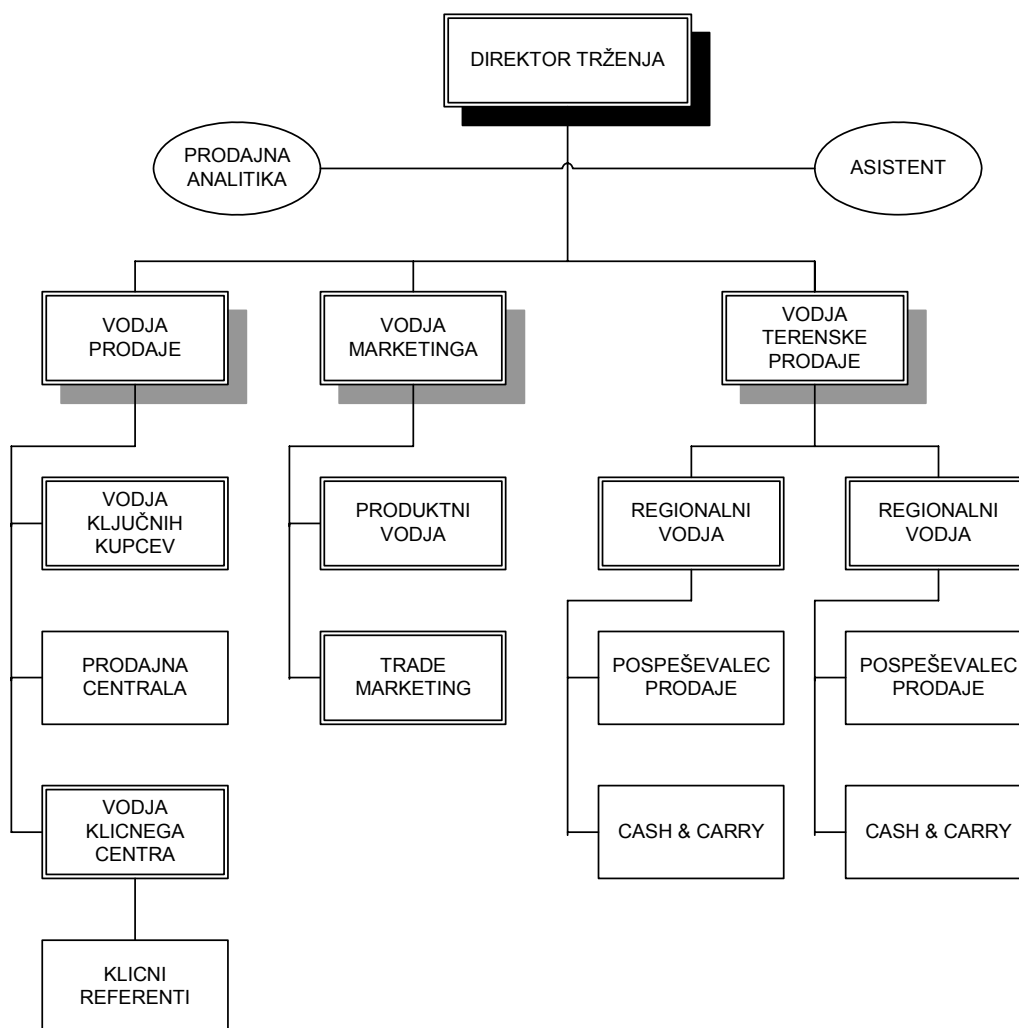 DIREKTOR TRŽENJA
PRODAJNA
ANALITIKA
ASISTENT
VODJA
PRODAJE
VODJA
MARKETINGA
VODJA
TERENSKE
PRODAJE
VODJA
KLJUČNIH
KUPCEV
PRODUKTNI
VODJA
REGIONALNI
VODJA
REGIONALNI
VODJA
PRODAJNA
CENTRALA
TRADE
MARKETING
POSPEŠEVALEC
PRODAJE
POSPEŠEVALEC
PRODAJE
VODJA
KLICNEGA
CENTRA
CASH & CARRY
CASH & CARRY
KLICNI
REFERENTI